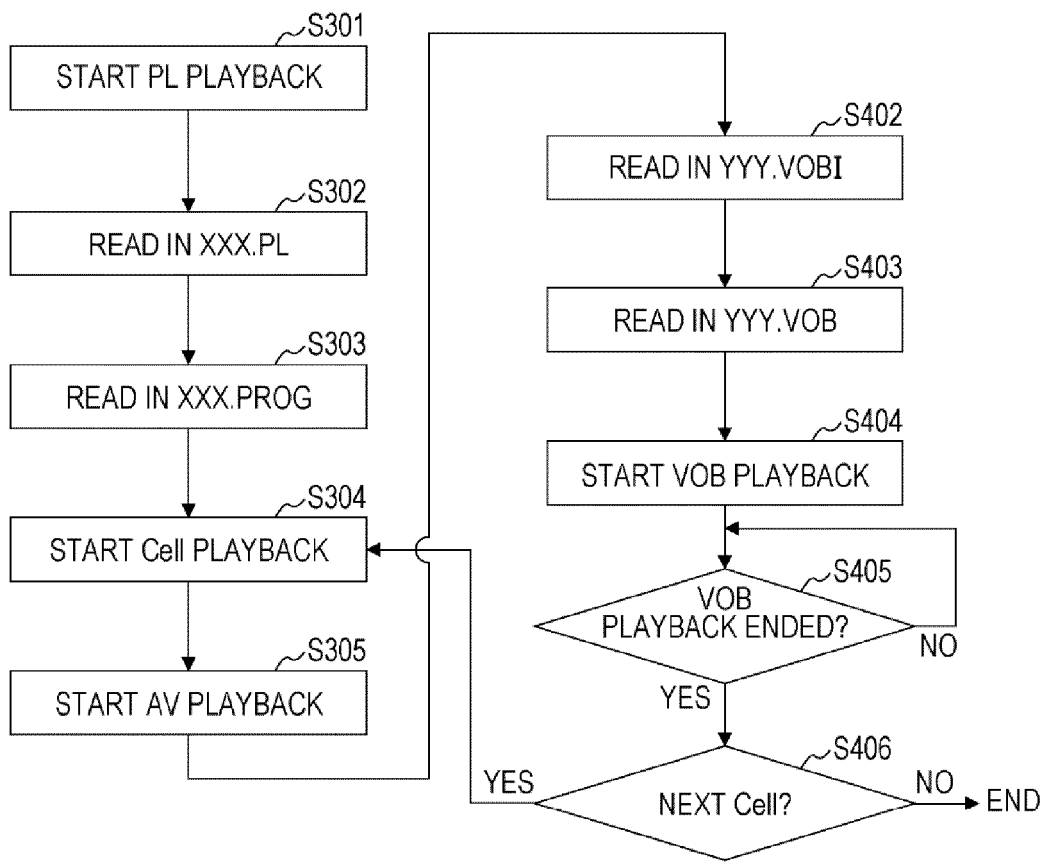 S301
START PL PLAYBACK
S302
READ IN XXX.PL
S303
READ IN XXX.PROG
S304
START Cell PLAYBACK
S305
START AV PLAYBACK
S402
READ IN YYY.VOBI
S403
READ IN YYY.VOB
S404
START VOB PLAYBACK
S405
VOB
PLAYBACK ENDED?
NO
YES
S406
NEXT Cell?
YES
NO
END